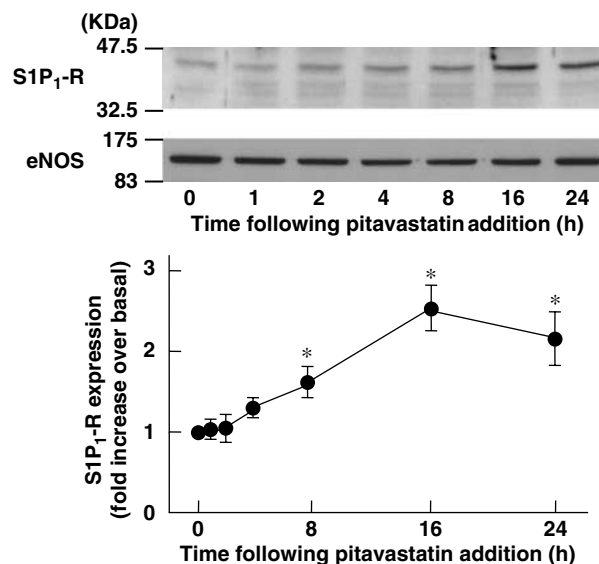 (KDa)
47.5
S1P₁-R
32.5
175
eNOS
83
0 1 2 4 8 16 24
Time following pitavastatin addition (h)
3
2
1
0
S1P₁-R expression
(fold increase over basal)
*
*
*
0 8 16 24
Time following pitavastatin addition (h)